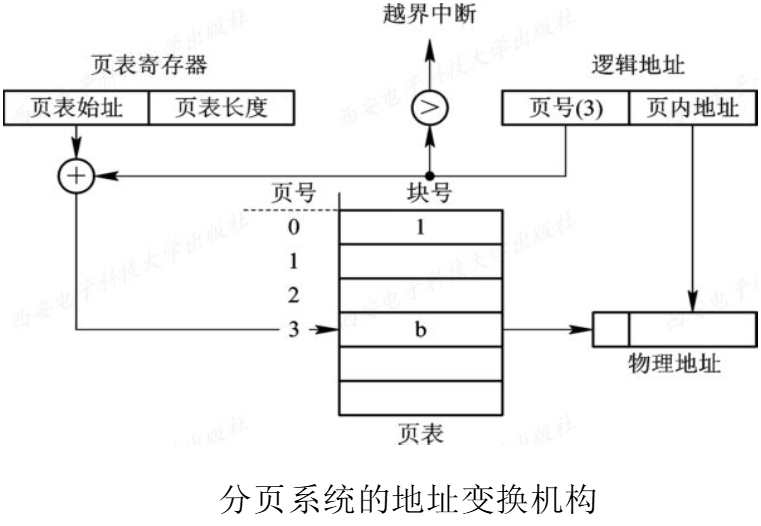 越界中断
页表寄存器
逻辑地址
页表始址 页表长度
>
页号(3) 页内地址
+
页号 块号
0 1
1
2
3 b
物理地址
页表
分页系统的地址变换机构
西安电子科技大学出版社